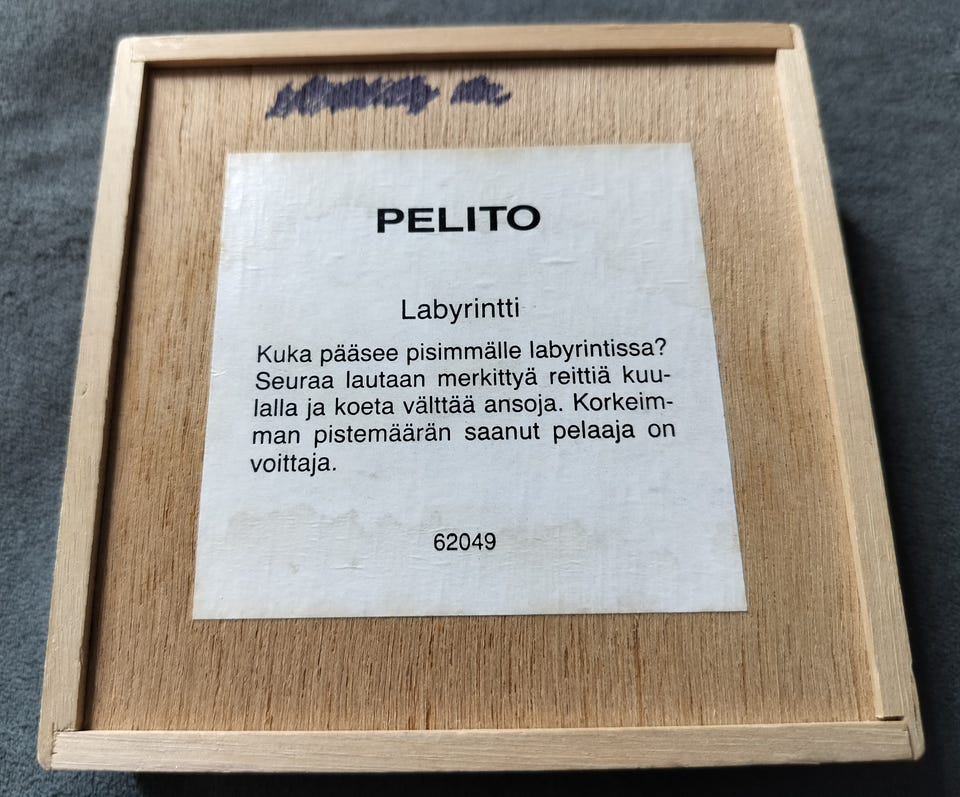 PELITO
Labyrintti
Kuka pääsee pisimmälle labyrintissa?
Seuraa lautaan merkittyä reittiä kuu-
lalla ja koeta välttää ansoja. Korkeim-
man pistemäärän saanut pelaaja on
voittaja.
62049